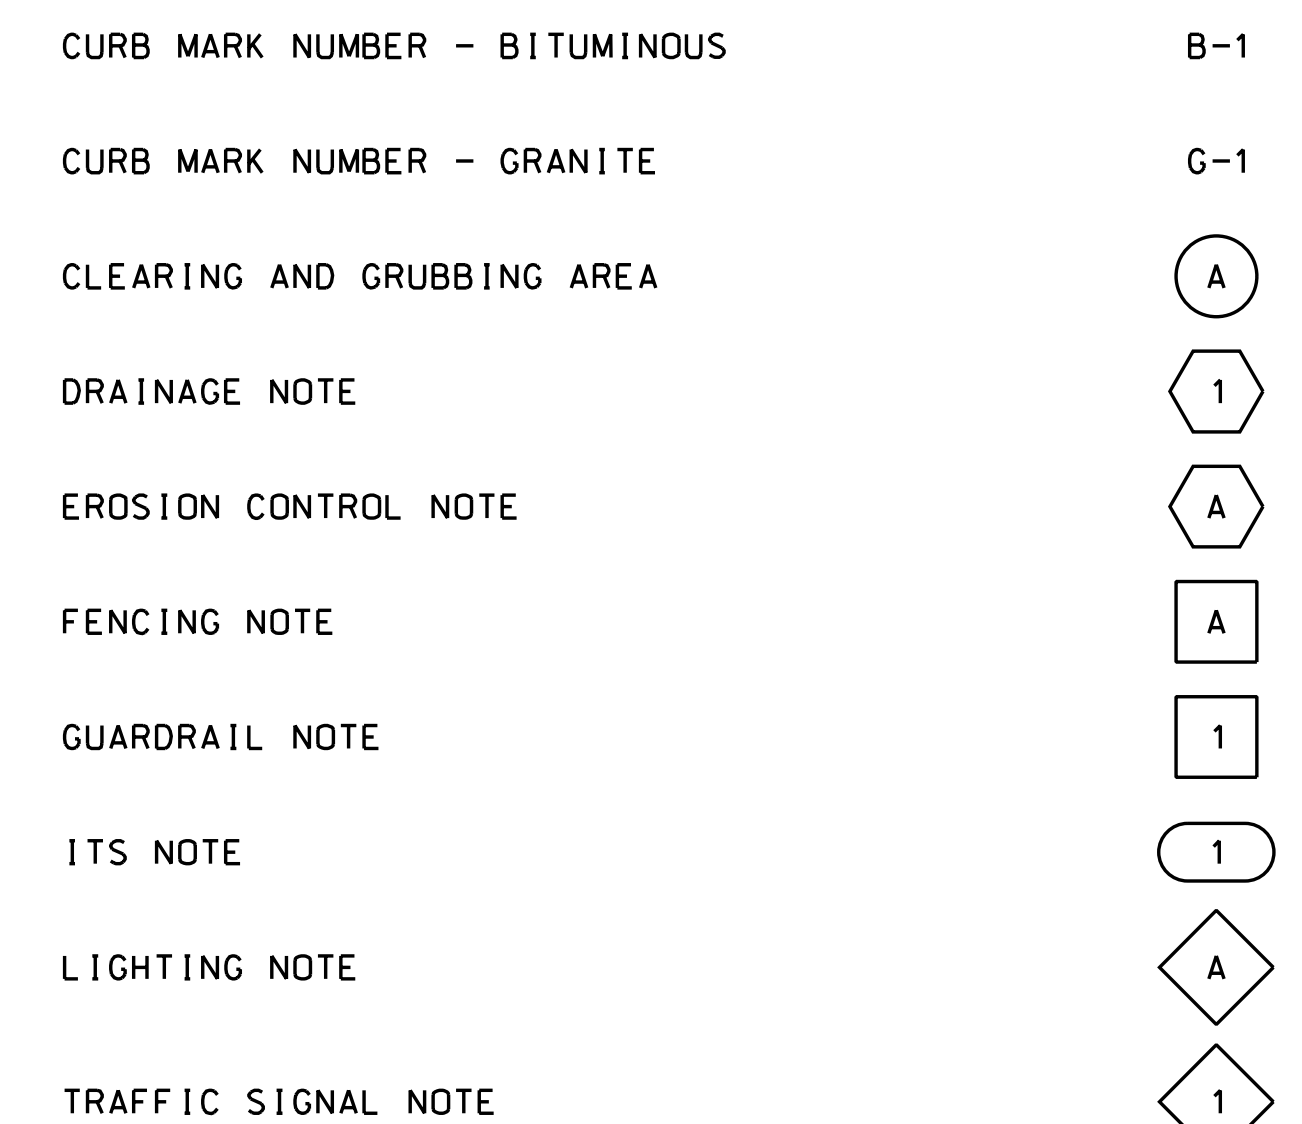 CURB MARK NUMBER - BITUMINOUS B-1
CURB MARK NUMBER - GRANITE G-1
CLEARING AND GRUBBING AREA A
DRAINAGE NOTE 1
EROSION CONTROL NOTE A
FENCING NOTE A
GUARDRAIL NOTE 1
ITS NOTE 1
LIGHTING NOTE A
TRAFFIC SIGNAL NOTE 1